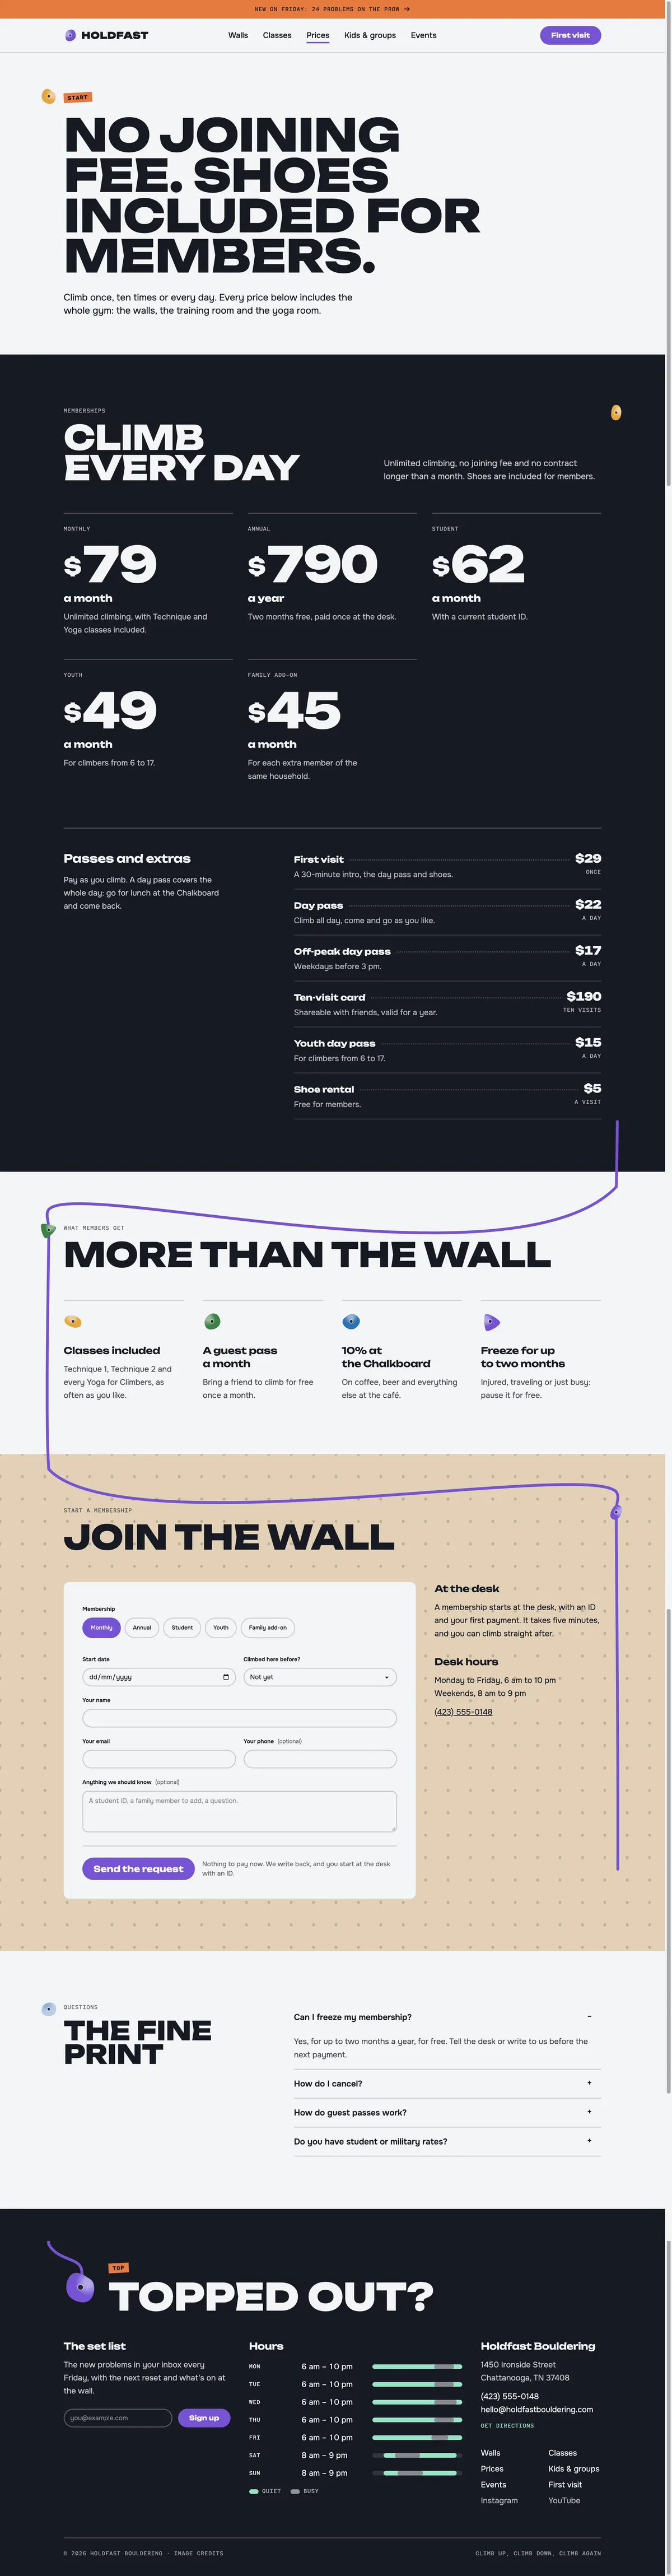 NEW ON FRIDAY: 24 PROBLEMS ON THE PROW →
HOLDFAST
Walls
Classes
Prices
Kids & groups
Events
First visit
START
NO JOINING
FEE. SHOES
INCLUDED FOR
MEMBERS.
Climb once, ten times or every day. Every price below includes the
whole gym: the walls, the training room and the yoga room.
MEMBERSHIPS
CLIMB
EVERY DAY
Unlimited climbing, no joining fee and no contract
longer than a month. Shoes are included for members.
MONTHLY
$79
a month
Unlimited climbing, with Technique and
Yoga classes included.
ANNUAL
$790
a year
Two months free, paid once at the desk.
STUDENT
$62
a month
With a current student ID.
YOUTH
$49
a month
For climbers from 6 to 17.
FAMILY ADD-ON
$45
a month
For each extra member of the
same household.
Passes and extras
Pay as you climb. A day pass covers the
whole day: go for lunch at the Chalkboard
and come back.
First visit $29
A 30-minute intro, the day pass and shoes. ONCE
Day pass $22
Climb all day, come and go as you like. A DAY
Off-peak day pass $17
Weekdays before 3 pm. A DAY
Ten-visit card $190
Shareable with friends, valid for a year. TEN VISITS
Youth day pass $15
For climbers from 6 to 17. A DAY
Shoe rental $5
Free for members. A VISIT
WHAT MEMBERS GET
MORE THAN THE WALL
Classes included
Technique 1, Technique 2 and
every Yoga for Climbers, as
often as you like.
A guest pass
a month
Bring a friend to climb for free
once a month.
10% at
the Chalkboard
On coffee, beer and everything
else at the café.
Freeze for up
to two months
Injured, traveling or just busy:
pause it for free.
START A MEMBERSHIP
JOIN THE WALL
Membership
Monthly
Annual
Student
Youth
Family add-on
Start date
dd/mm/yyyy
Climbed here before?
Not yet
Your name
Your email
Your phone (optional)
Anything we should know (optional)
A student ID, a family member to add, a question.
Send the request
Nothing to pay now. We write back, and you start at the desk
with an ID.
At the desk
A membership starts at the desk, with an ID
and your first payment. It takes five minutes,
and you can climb straight after.
Desk hours
Monday to Friday, 6 am to 10 pm
Weekends, 8 am to 9 pm
(423) 555-0148
QUESTIONS
THE FINE
PRINT
Can I freeze my membership? −
Yes, for up to two months a year, for free. Tell the desk or write to us before the
next payment.
How do I cancel? +
How do guest passes work? +
Do you have student or military rates? +
TOP
TOPPED OUT?
The set list
The new problems in your inbox every
Friday, with the next reset and what's on at
the wall.
you@example.com
Sign up
Hours
MON 6 am – 10 pm
TUE 6 am – 10 pm
WED 6 am – 10 pm
THU 6 am – 10 pm
FRI 6 am – 10 pm
SAT 8 am – 9 pm
SUN 8 am – 9 pm
QUIET
BUSY
Holdfast Bouldering
1450 Ironside Street
Chattanooga, TN 37408
(423) 555-0148
hello@holdfastbouldering.com
GET DIRECTIONS
Walls
Classes
Prices
Kids & groups
Events
First visit
Instagram
YouTube
© 2026 HOLDFAST BOULDERING · IMAGE CREDITS
CLIMB UP, CLIMB DOWN, CLIMB AGAIN